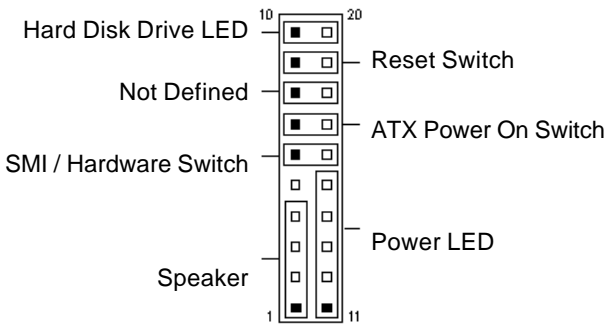 10 20
Hard Disk Drive LED
Reset Switch
Not Defined
ATX Power On Switch
SMI / Hardware Switch
Power LED
Speaker
1 11